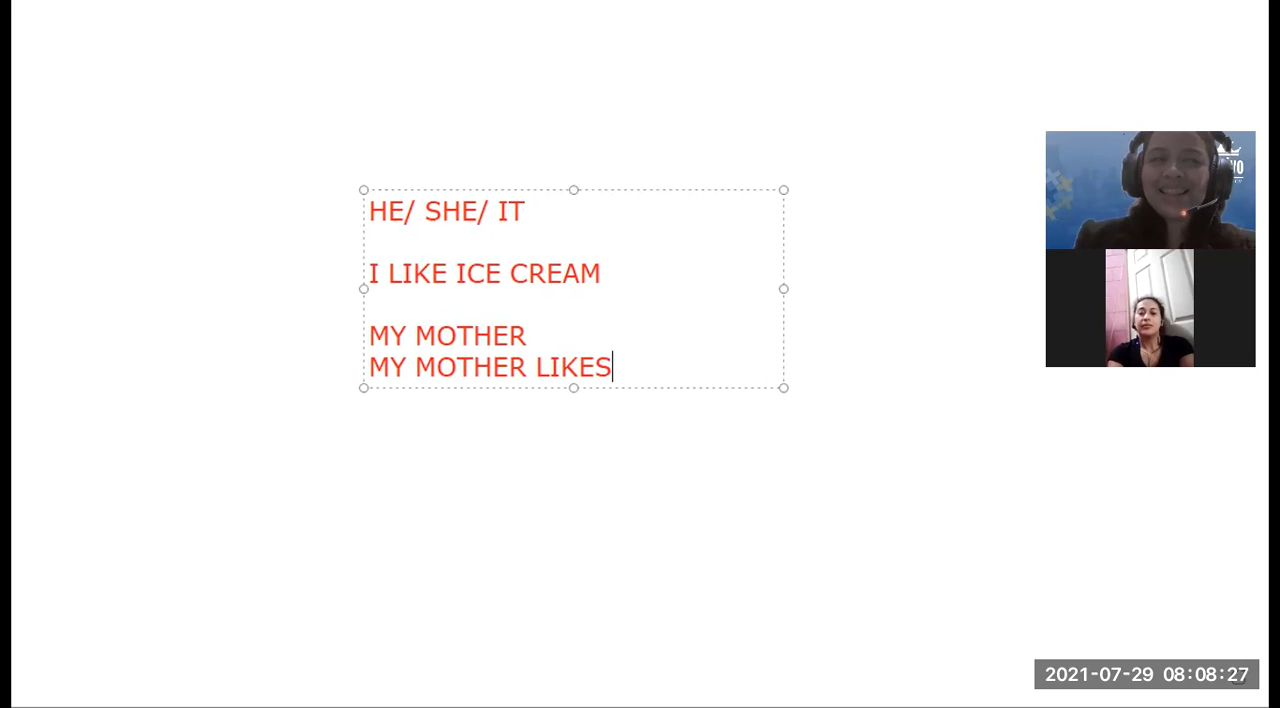 HE/ SHE/ IT
I LIKE ICE CREAM
MY MOTHER
MY MOTHER LIKES
2021-07-29 08:08:27